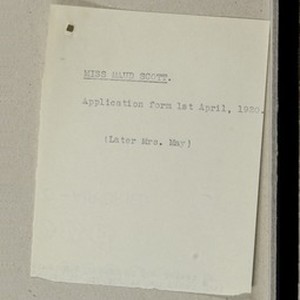 MISS MAUD SCOTT.
Application form 1st April, 1920.
(Later Mrs. May)